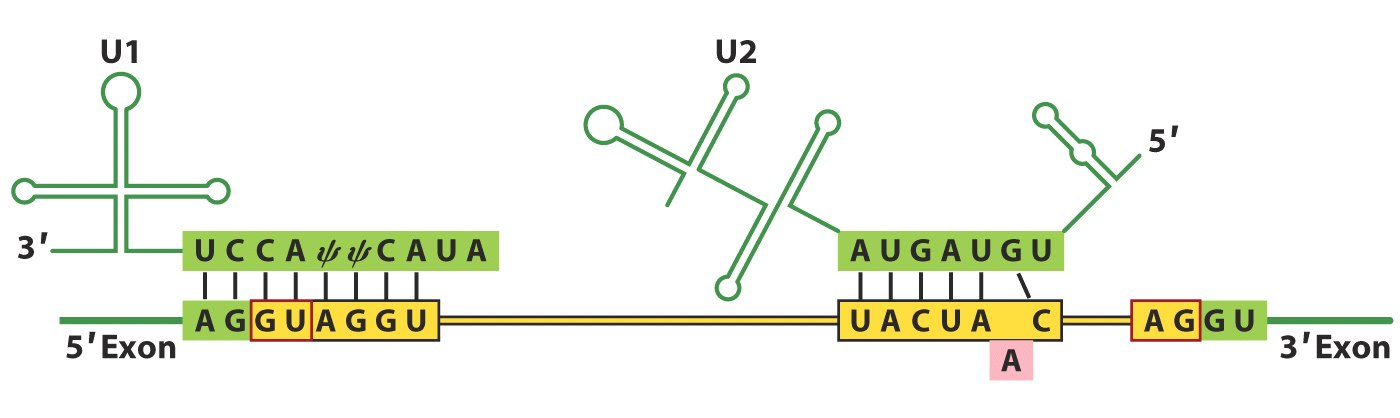 U1
U2
5′
3′
U C C A ψ ψ C A U A
A U G A U G U
A G G U A G G U
U A C U A C
A G G U
5′ Exon
A
3′ Exon